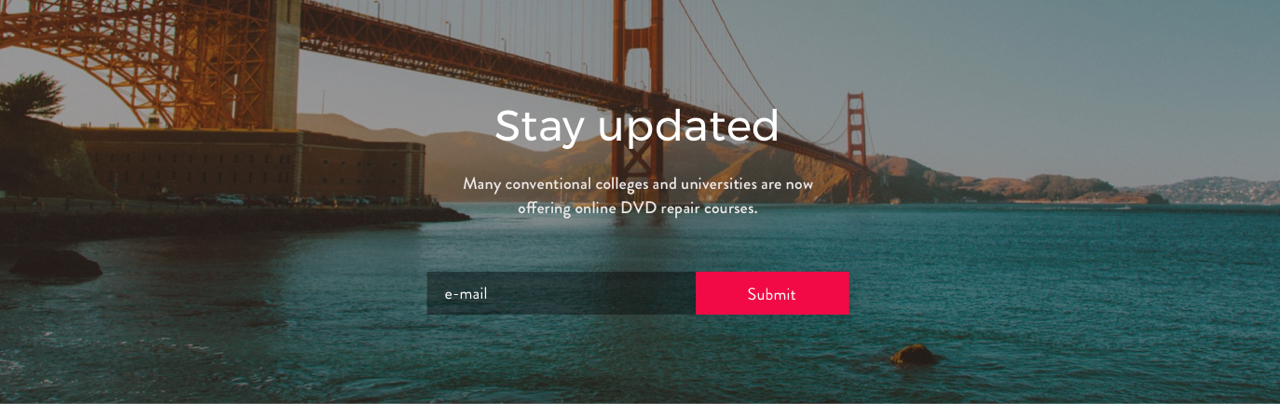 Stay updated
Many conventional colleges and universities are now
offering online DVD repair courses.
e-mail
Submit